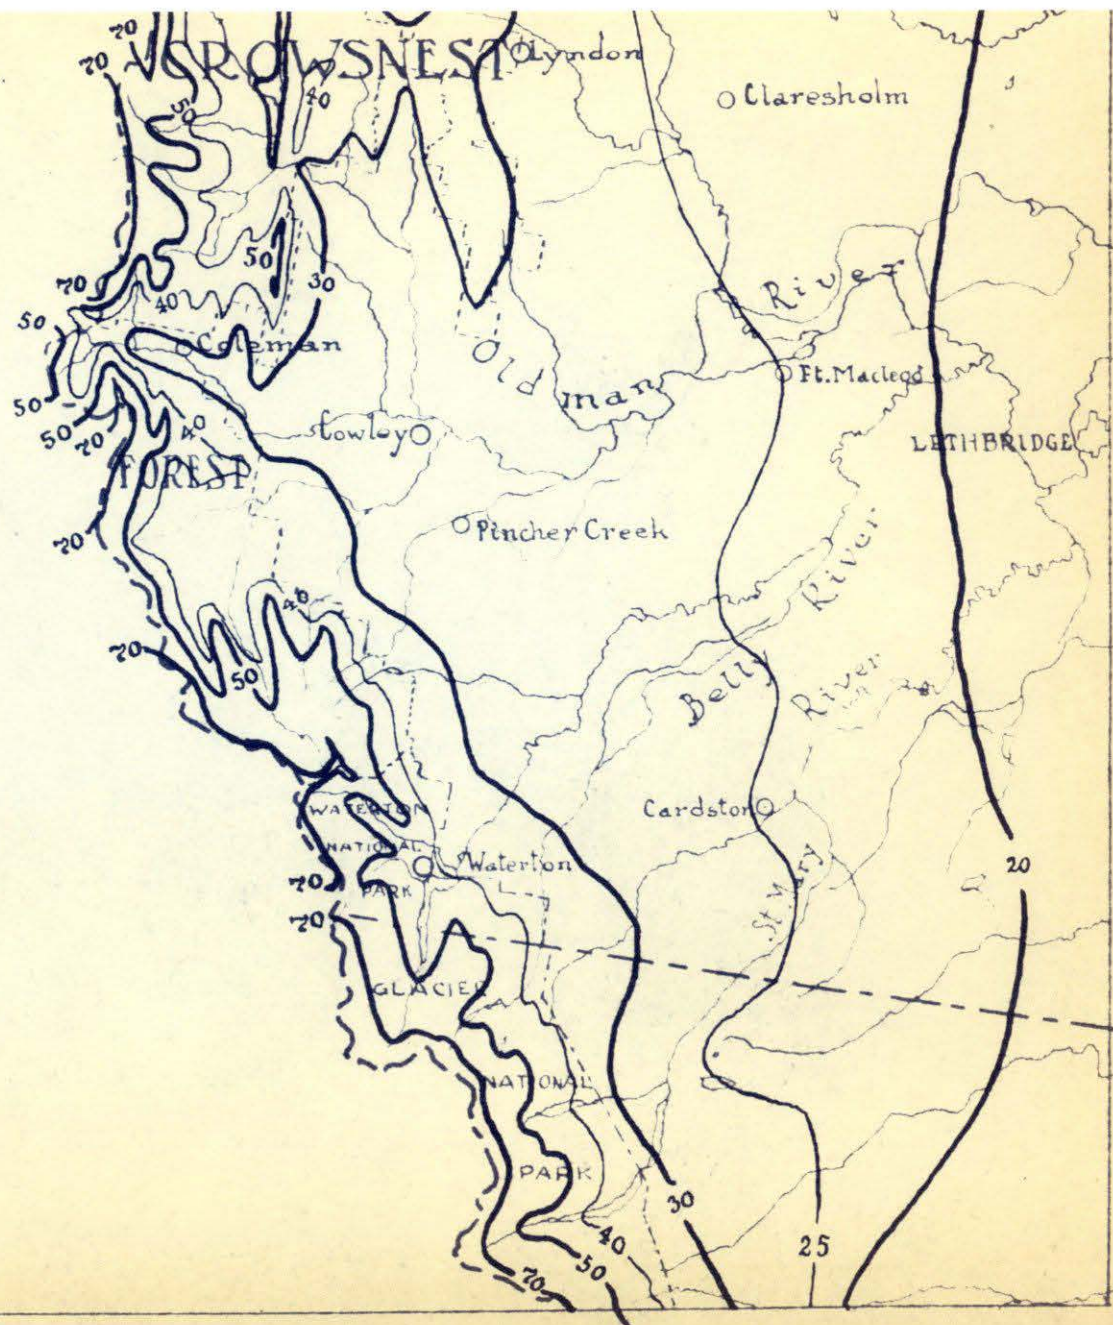 70
70
CROWSNEST
Lyndon
40
50
Claresholm
50
30
River
70
40
50
Coleman
Oldman
Ft. Macleod
50
50
70
40
Cowley
LETHBRIDGE
FOREST
Pincher Creek
70
River
40
70
50
Belly
River
WATERTON
Cardston
NATIONAL
Waterton
20
70
PARK
St. Mary
70
GLACIER
NATIONAL
PARK
30
40
25
50
70